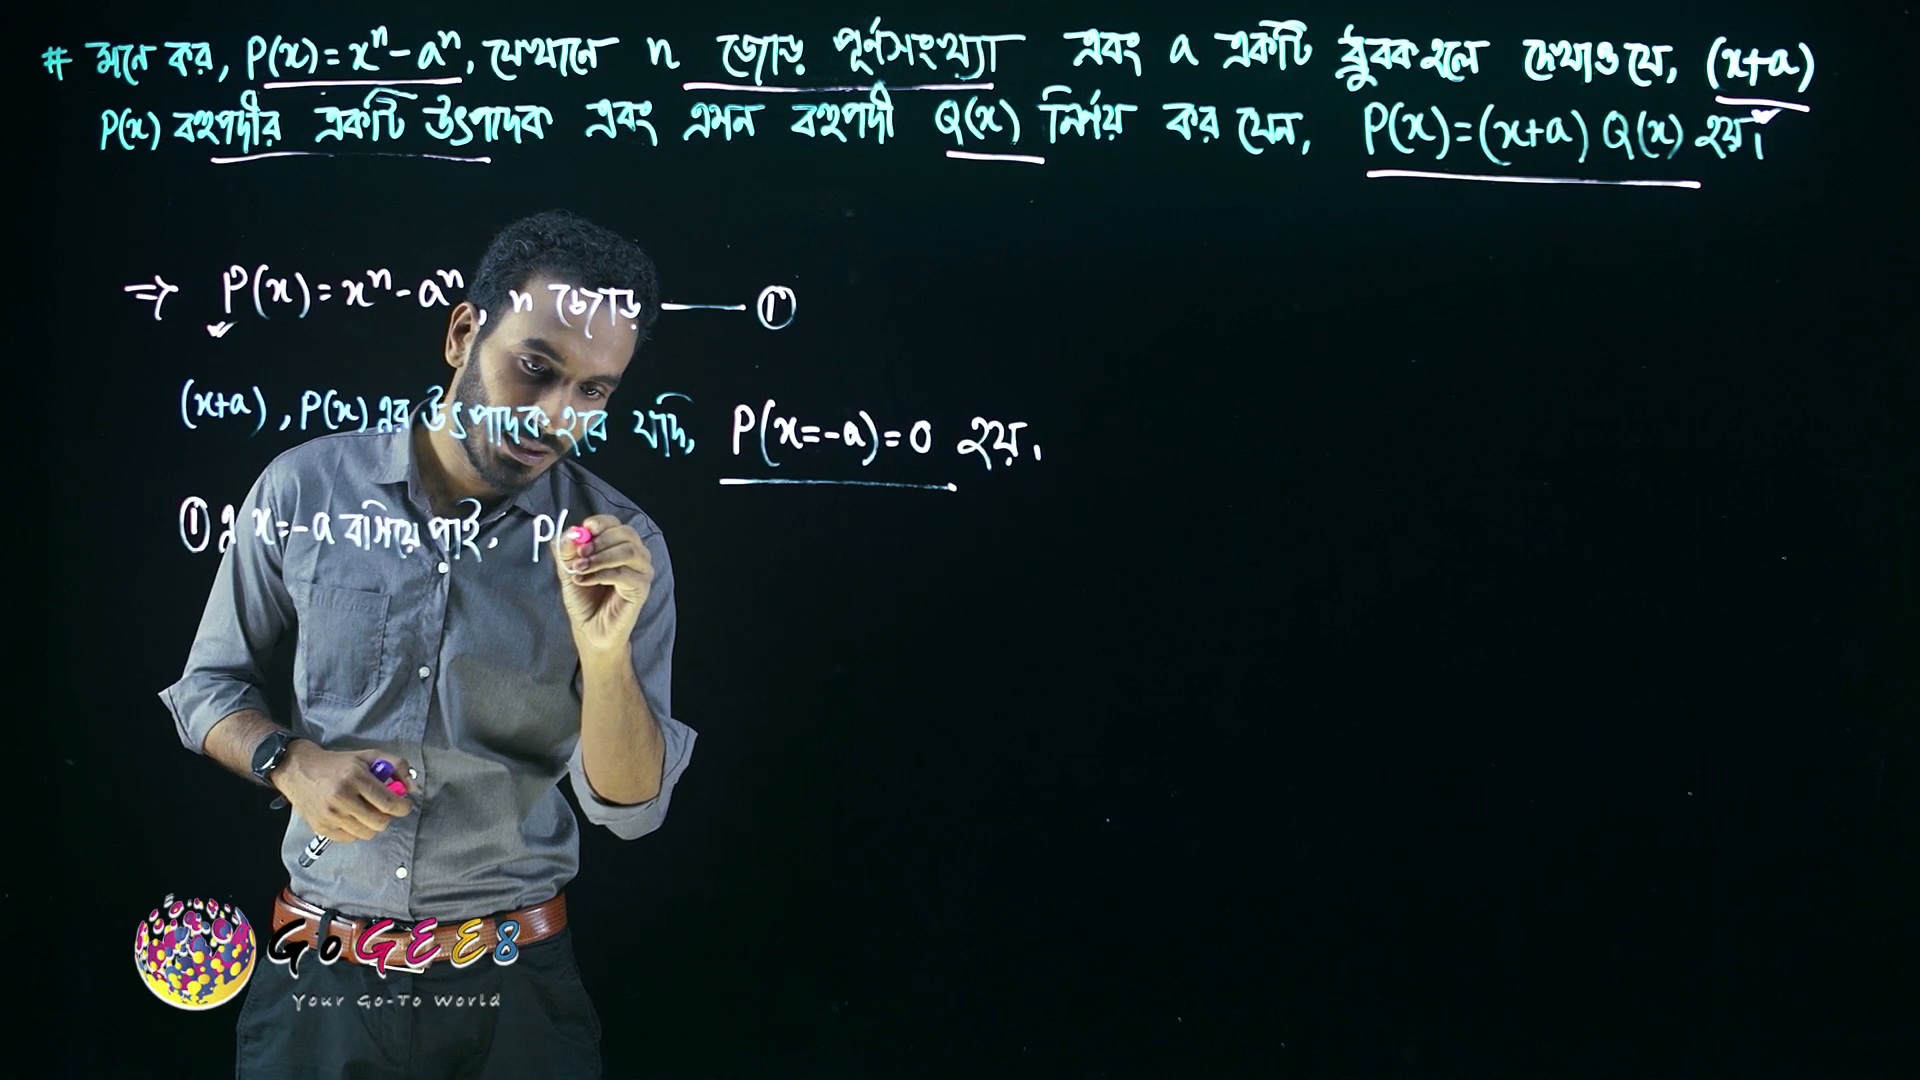 # মনে কর, P(x) = xⁿ - aⁿ, যেখানে n জোড় পূর্নসংখ্যা এবং a একটি ধ্রুবক হলে দেখাও যে, (x+a)
P(x) বহুপদীর একটি উৎপাদক এবং এমন বহুপদী Q(x) নির্ণয় কর যেন, P(x) = (x+a) Q(x) হয়।
⇒ P(x) = xⁿ - aⁿ, n জোড় —— ①
(x+a), P(x) এর উৎপাদক হবে যদি, P(x=-a) = 0 হয়।
① এ x=-a বসিয়ে পাই, P(
GoGEE8
Your Go-To World